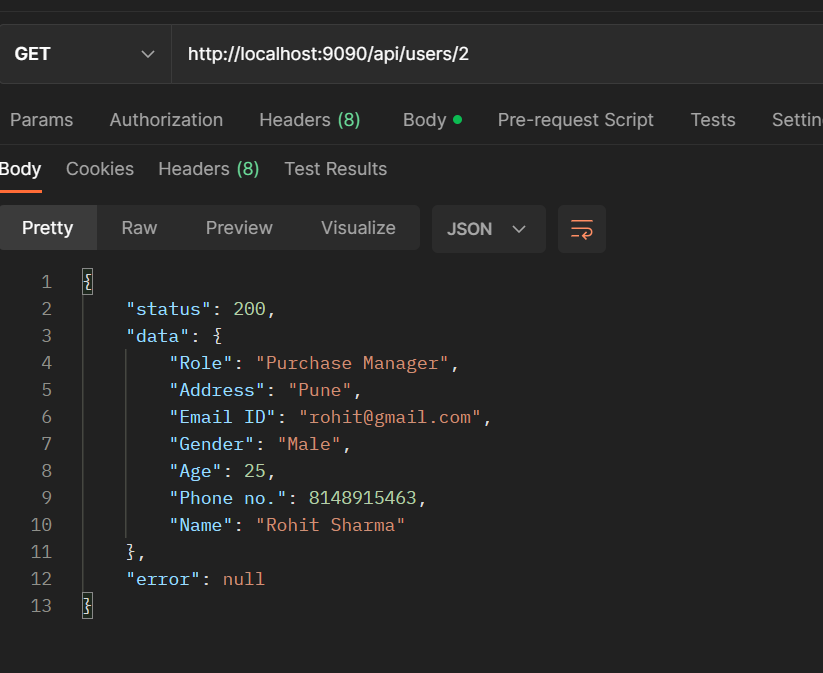 GET http://localhost:9090/api/users/2
Params Authorization Headers (8) Body Pre-request Script Tests Settin
Body Cookies Headers (8) Test Results
Pretty Raw Preview Visualize JSON
1 {
2 "status": 200,
3 "data": {
4 "Role": "Purchase Manager",
5 "Address": "Pune",
6 "Email ID": "rohit@gmail.com",
7 "Gender": "Male",
8 "Age": 25,
9 "Phone no.": 8148915463,
10 "Name": "Rohit Sharma"
11 },
12 "error": null
13 }